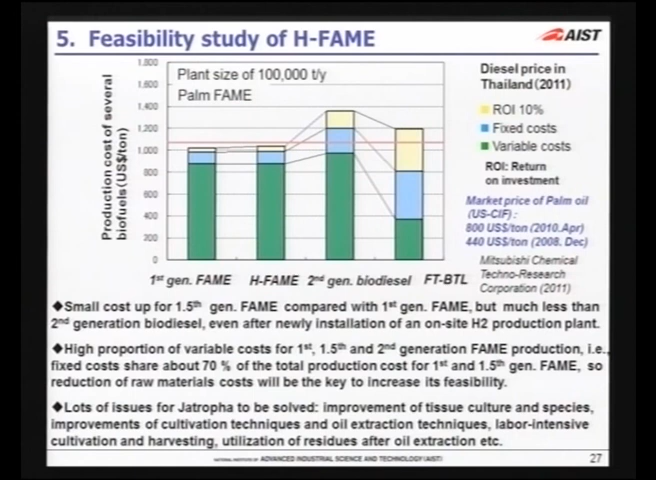 5. Feasibility study of H-FAME
AIST
Production cost of several
biofuels(US$/ton)
1,800
1,600
1,400
1,200
1,000
800
600
400
200
0
Plant size of 100,000 t/y
Palm FAME
1st gen. FAME H-FAME 2nd gen. biodiesel FT-BTL
Diesel price in
Thailand (2011)
ROI 10%
Fixed costs
Variable costs
ROI: Return
on investment
Market price of Palm oil
(US-CIF) :
800 US$/ton (2010.Apr)
440 US$/ton (2008. Dec)
Mitsubishi Chemical
Techno-Research
Corporation (2011)
◆Small cost up for 1.5th gen. FAME compared with 1st gen. FAME, but much less than
2nd generation biodiesel, even after newly installation of an on-site H2 production plant.
◆High proportion of variable costs for 1st, 1.5th and 2nd generation FAME production, i.e.,
fixed costs share about 70 % of the total production cost for 1st and 1.5th gen. FAME, so
reduction of raw materials costs will be the key to increase its feasibility.
◆Lots of issues for Jatropha to be solved: improvement of tissue culture and species,
improvements of cultivation techniques and oil extraction techniques, labor-intensive
cultivation and harvesting, utilization of residues after oil extraction etc.
NATIONAL INSTITUTE OF ADVANCED INDUSTRIAL SCIENCE AND TECHNOLOGY (AIST)
27